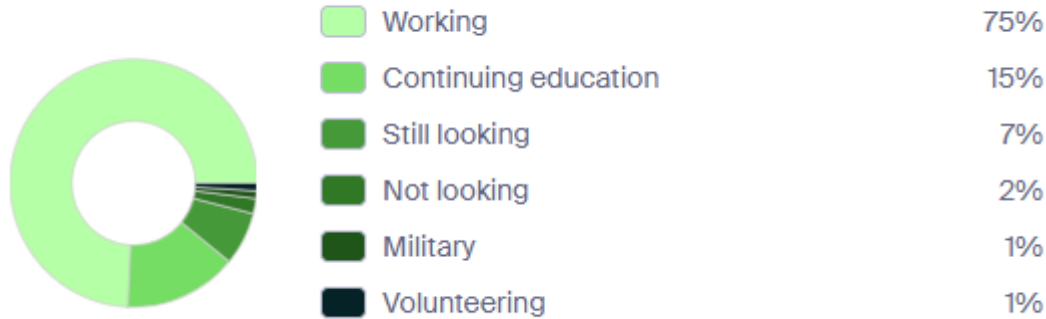 Working 75%
Continuing education 15%
Still looking 7%
Not looking 2%
Military 1%
Volunteering 1%